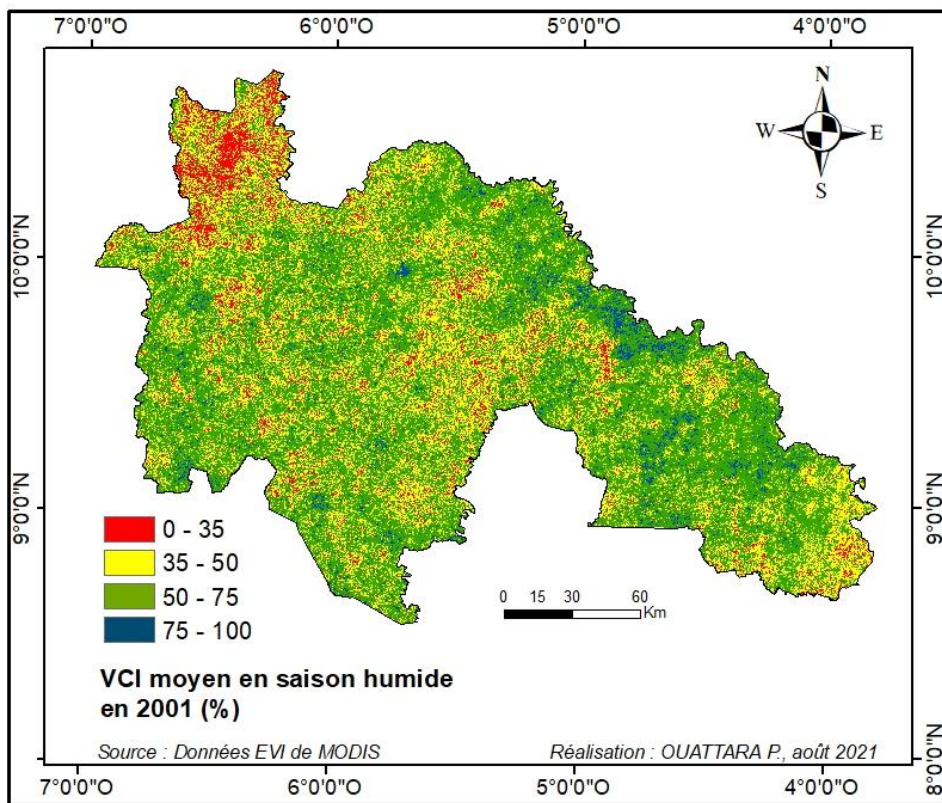 7°0'0"O 6°0'0"O 5°0'0"O 4°0'0"O
N
W E
S
10°0'0"N 10°0'0"N
9°0'0"N 9°0'0"N
0 - 35
35 - 50
50 - 75
75 - 100
0 15 30 60
Km
VCI moyen en saison humide
en 2001 (%)
Source : Données EVI de MODIS Réalisation : OUATTARA P., août 2021
8°0'0"N
7°0'0"O 6°0'0"O 5°0'0"O 4°0'0"O